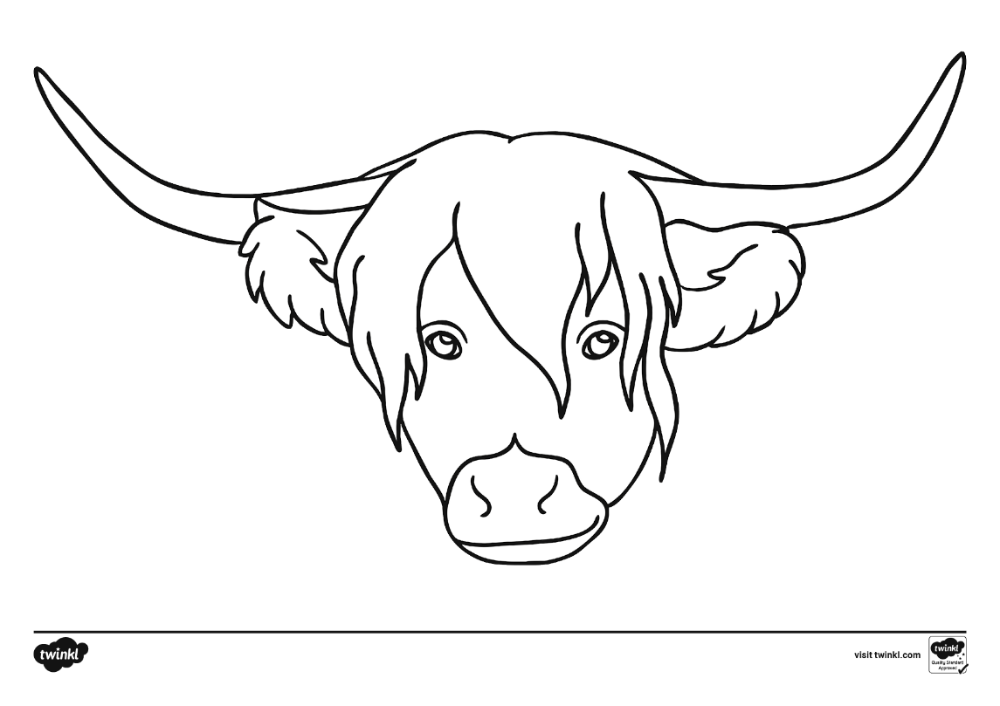 twinkl
visit twinkl.com
twinkl
Quality Standard
Approved